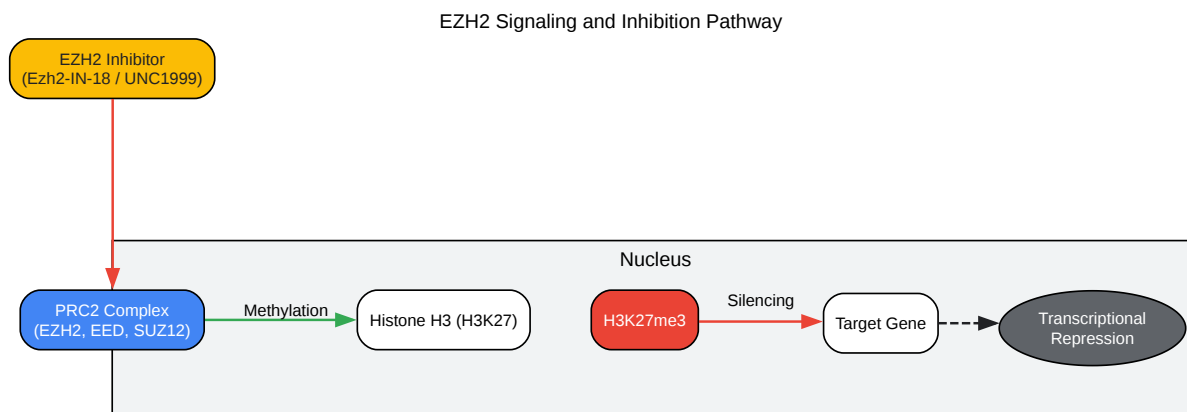 EZH2 Signaling and Inhibition Pathway
EZH2 Inhibitor
(Ezh2-IN-18 / UNC1999)
Nucleus
PRC2 Complex
(EZH2, EED, SUZ12)
Methylation
Histone H3 (H3K27)
H3K27me3
Silencing
Target Gene
Transcriptional
Repression